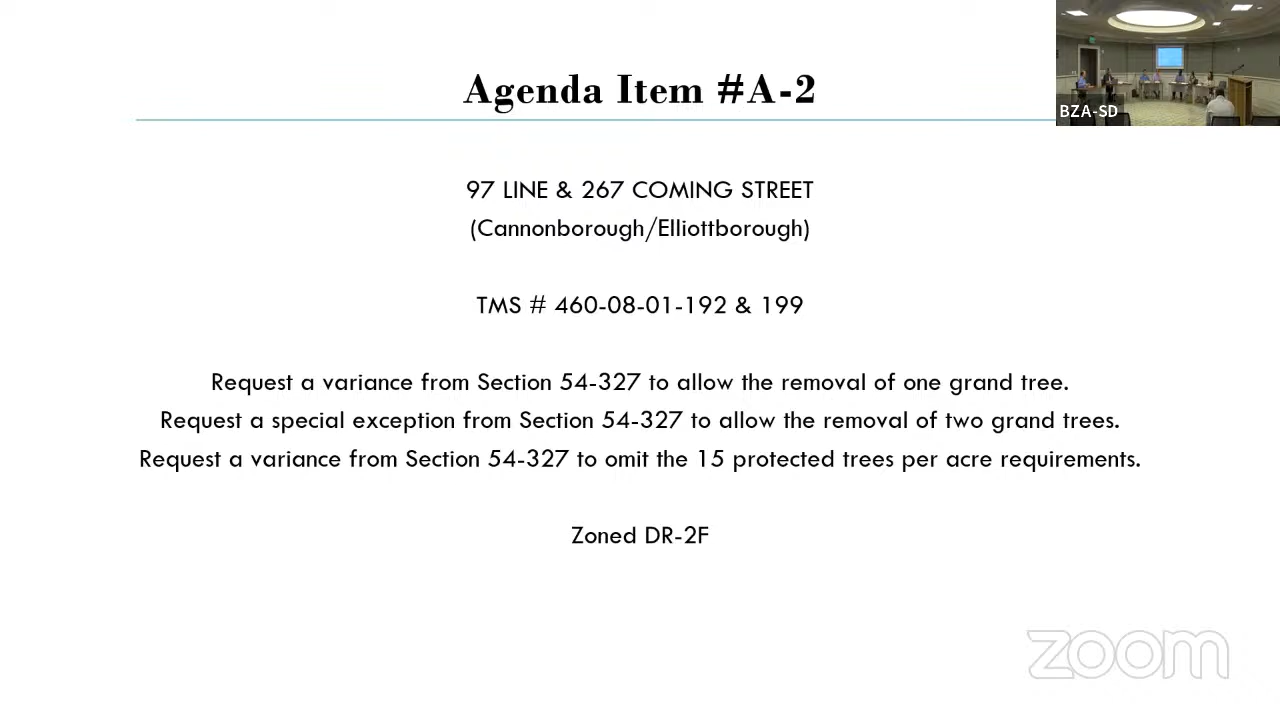 Agenda Item #A-2
BZA-SD
97 LINE & 267 COMING STREET
(Cannonborough/Elliottborough)
TMS # 460-08-01-192 & 199
Request a variance from Section 54-327 to allow the removal of one grand tree.
Request a special exception from Section 54-327 to allow the removal of two grand trees.
Request a variance from Section 54-327 to omit the 15 protected trees per acre requirements.
Zoned DR-2F
zoom